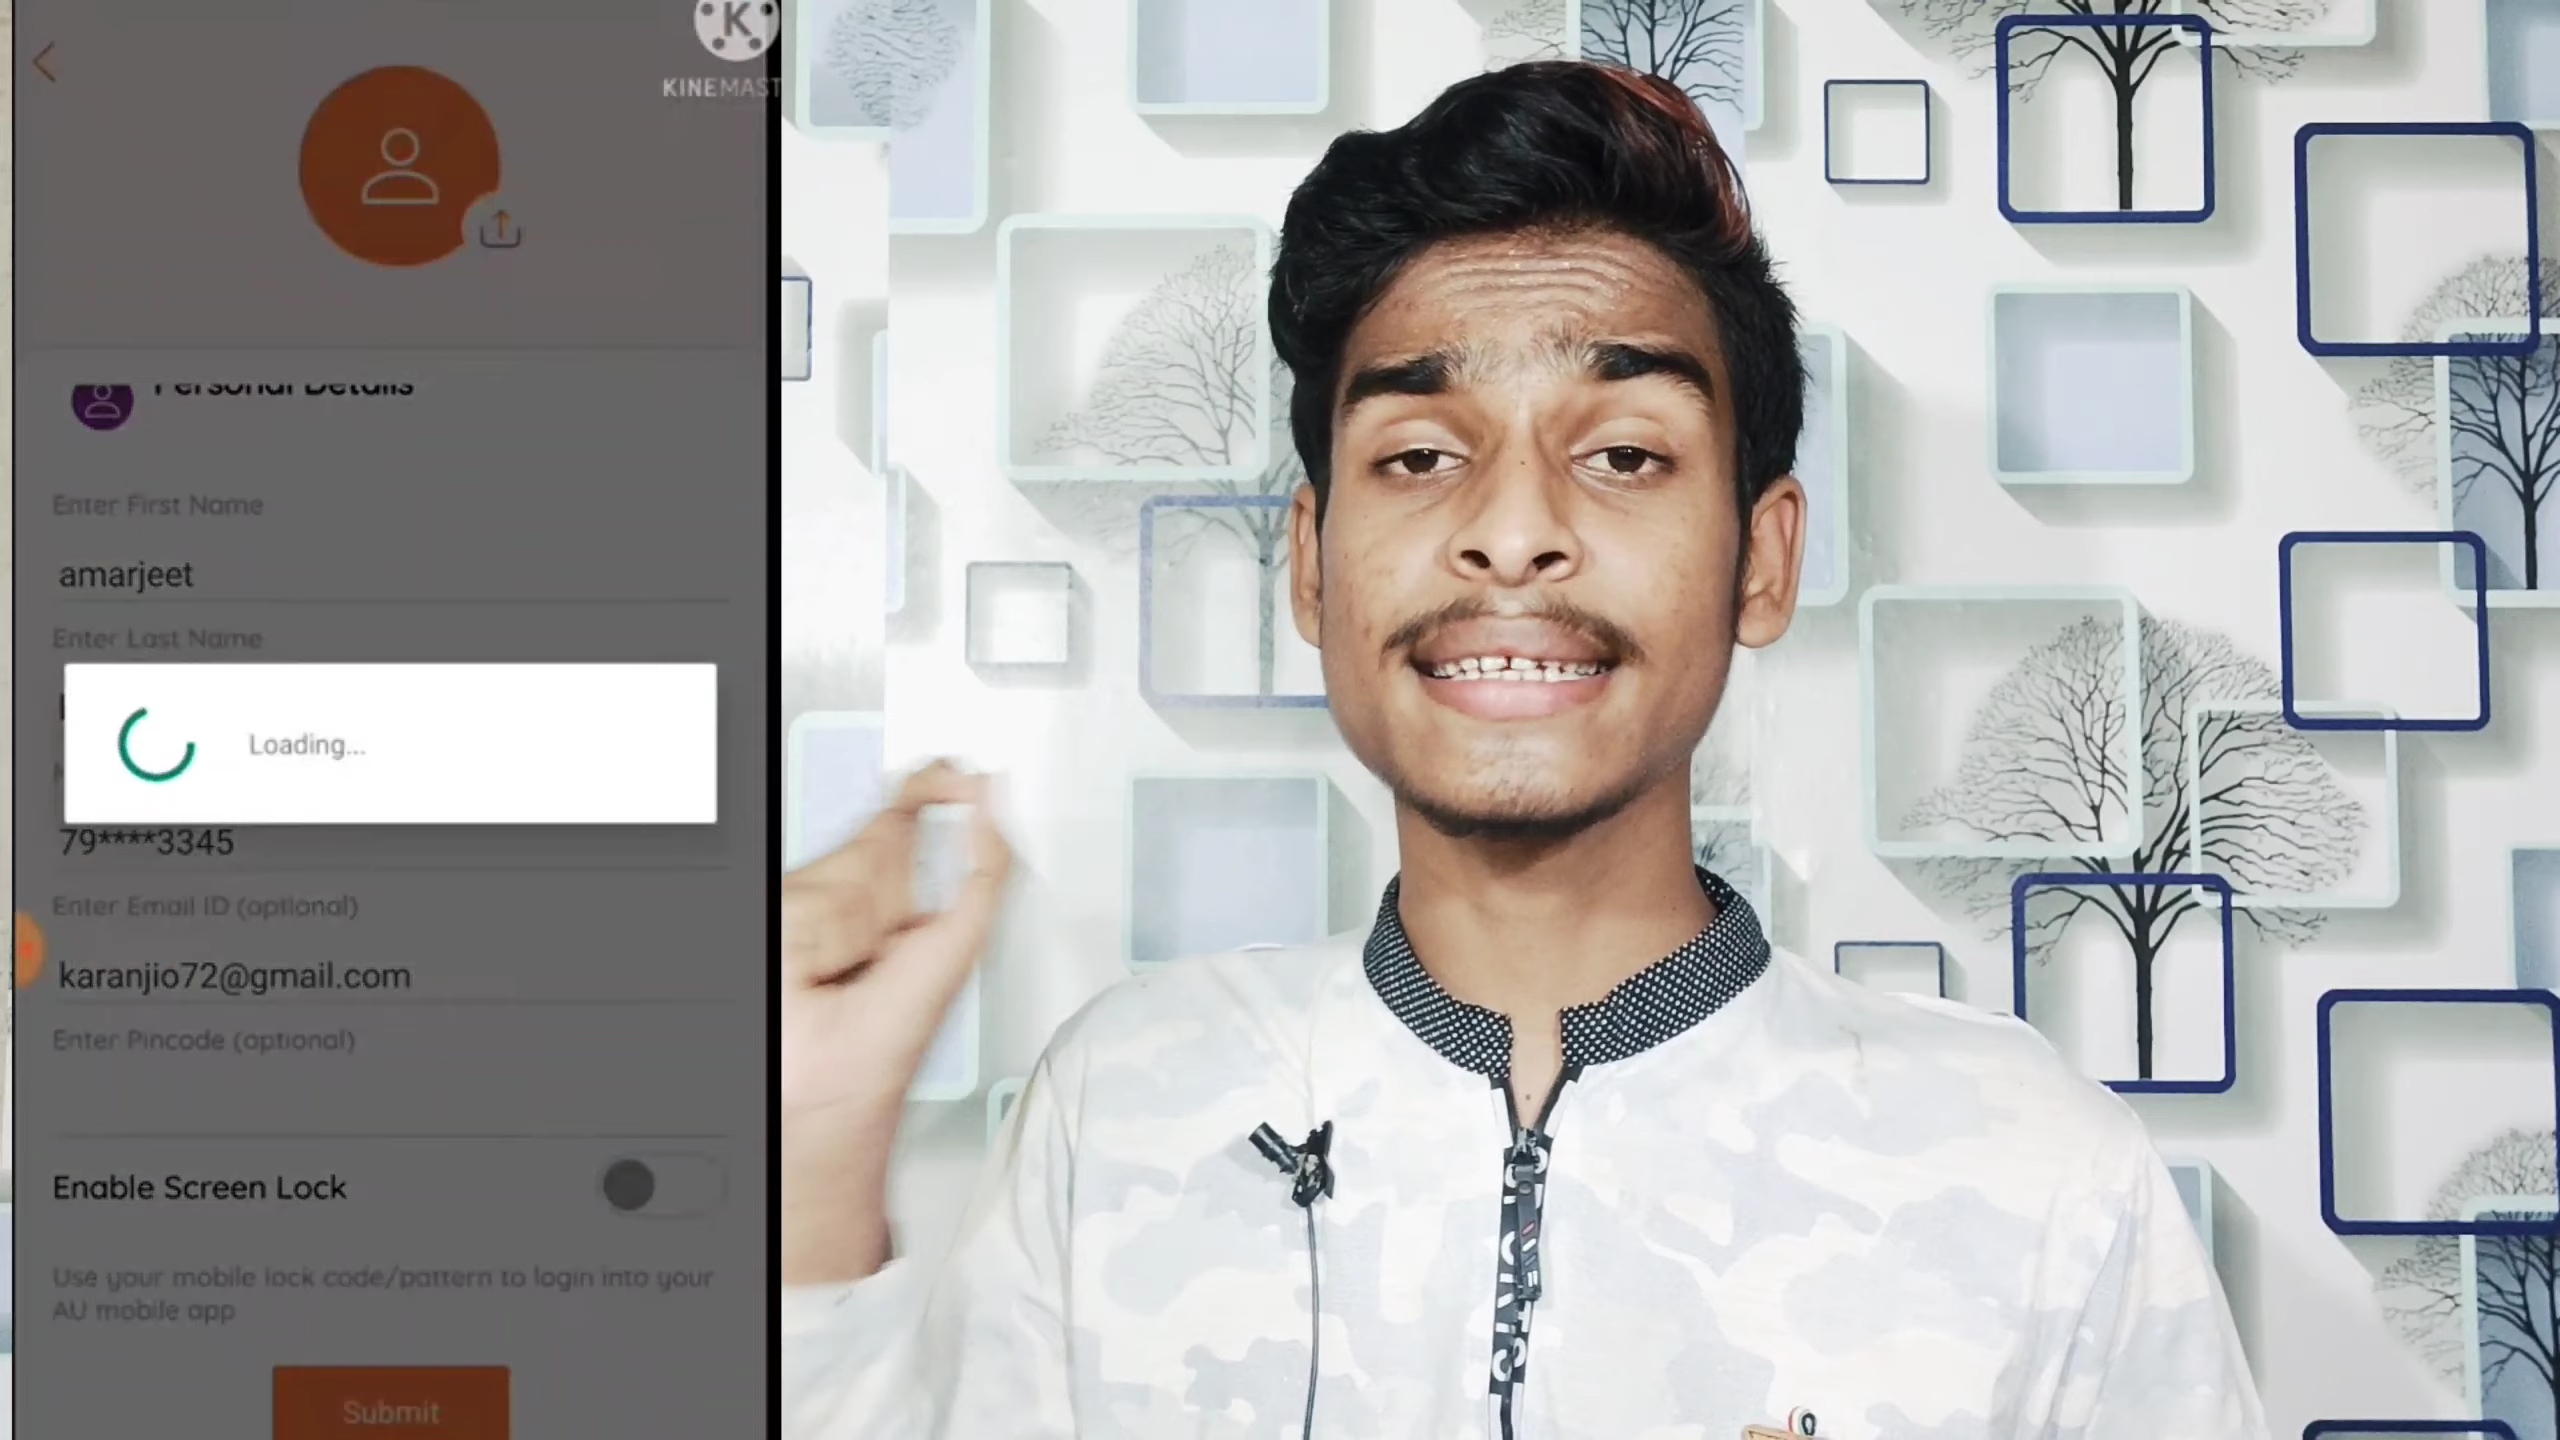 K
KINEMAST
Personal Details
Enter First Name
amarjeet
Enter Last Name
Loading...
79****3345
Enter Email ID (optional)
karanjio72@gmail.com
Enter Pincode (optional)
Enable Screen Lock
Use your mobile lock code/pattern to login into your
AU mobile app
Submit